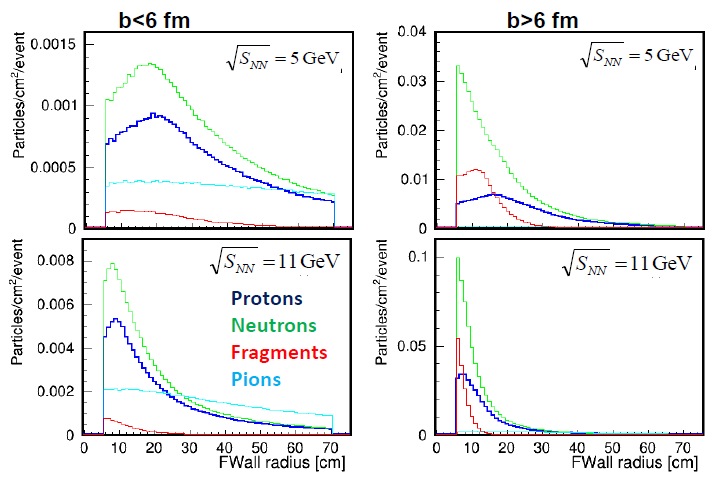 b<6 fm
b>6 fm
Particles/cm²/event
0.0015
0.001
0.0005
0
√S_NN = 5 GeV
Particles/cm²/event
0.04
0.03
0.02
0.01
0
√S_NN = 5 GeV
Particles/cm²/event
0.008
0.006
0.004
0.002
0
√S_NN = 11 GeV
Protons
Neutrons
Fragments
Pions
0 10 20 30 40 50 60 70
FWall radius [cm]
Particles/cm²/event
0.1
0.05
0
√S_NN = 11 GeV
0 10 20 30 40 50 60 70
FWall radius [cm]